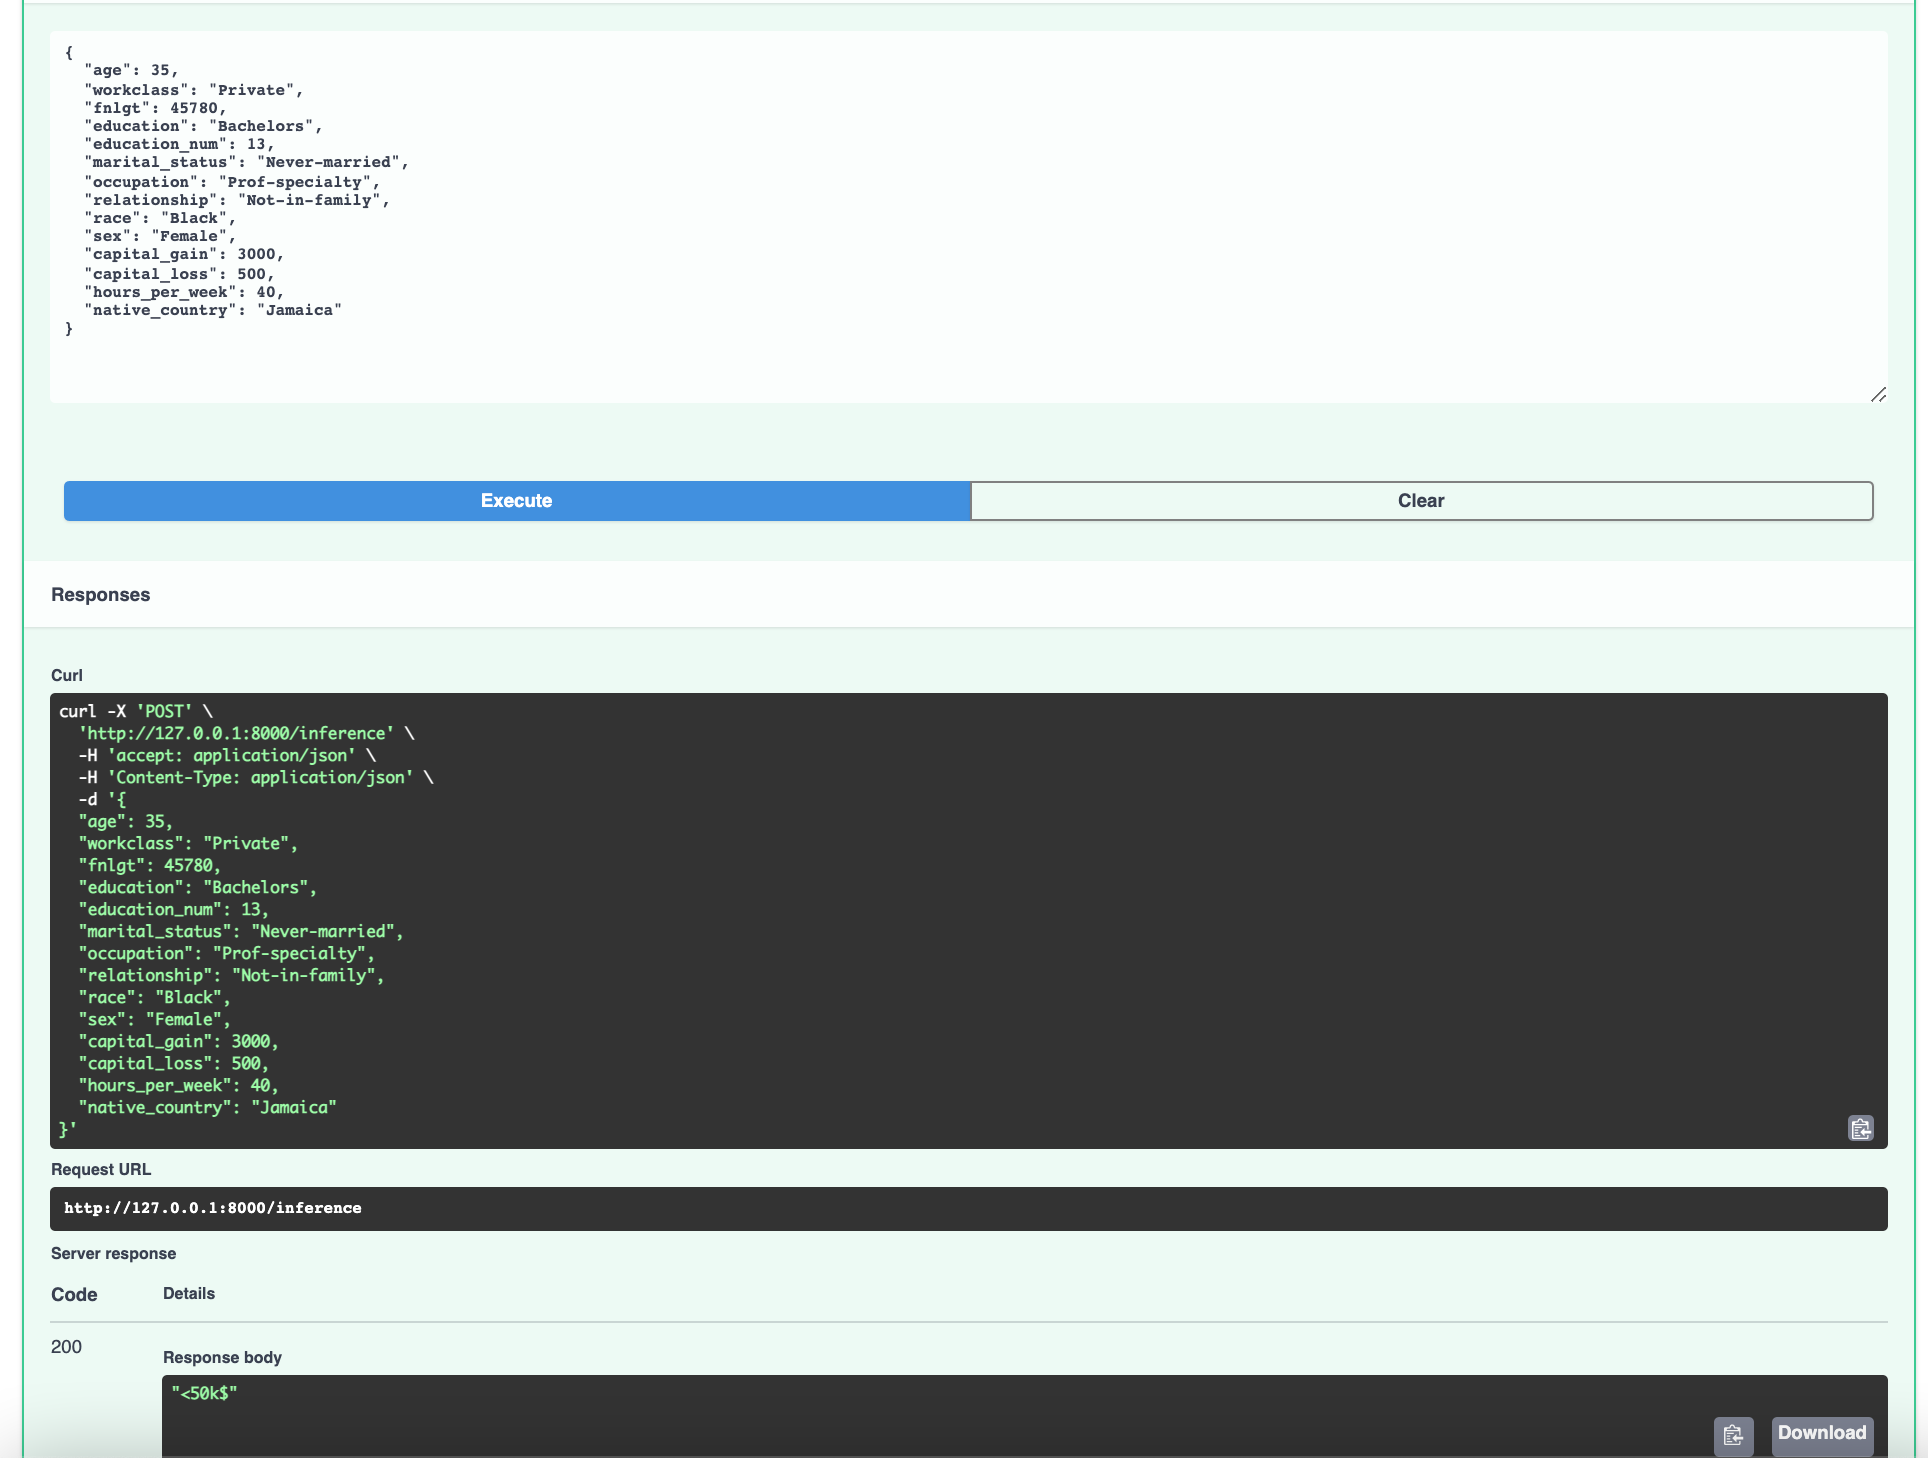 {
  "age": 35,
  "workclass": "Private",
  "fnlgt": 45780,
  "education": "Bachelors",
  "education_num": 13,
  "marital_status": "Never-married",
  "occupation": "Prof-specialty",
  "relationship": "Not-in-family",
  "race": "Black",
  "sex": "Female",
  "capital_gain": 3000,
  "capital_loss": 500,
  "hours_per_week": 40,
  "native_country": "Jamaica"
}
Execute
Clear
Responses
Curl
curl -X 'POST' \
  'http://127.0.0.1:8000/inference' \
  -H 'accept: application/json' \
  -H 'Content-Type: application/json' \
  -d '{
  "age": 35,
  "workclass": "Private",
  "fnlgt": 45780,
  "education": "Bachelors",
  "education_num": 13,
  "marital_status": "Never-married",
  "occupation": "Prof-specialty",
  "relationship": "Not-in-family",
  "race": "Black",
  "sex": "Female",
  "capital_gain": 3000,
  "capital_loss": 500,
  "hours_per_week": 40,
  "native_country": "Jamaica"
}'
Request URL
http://127.0.0.1:8000/inference
Server response
Code Details
200
Response body
"<50k$"
Download